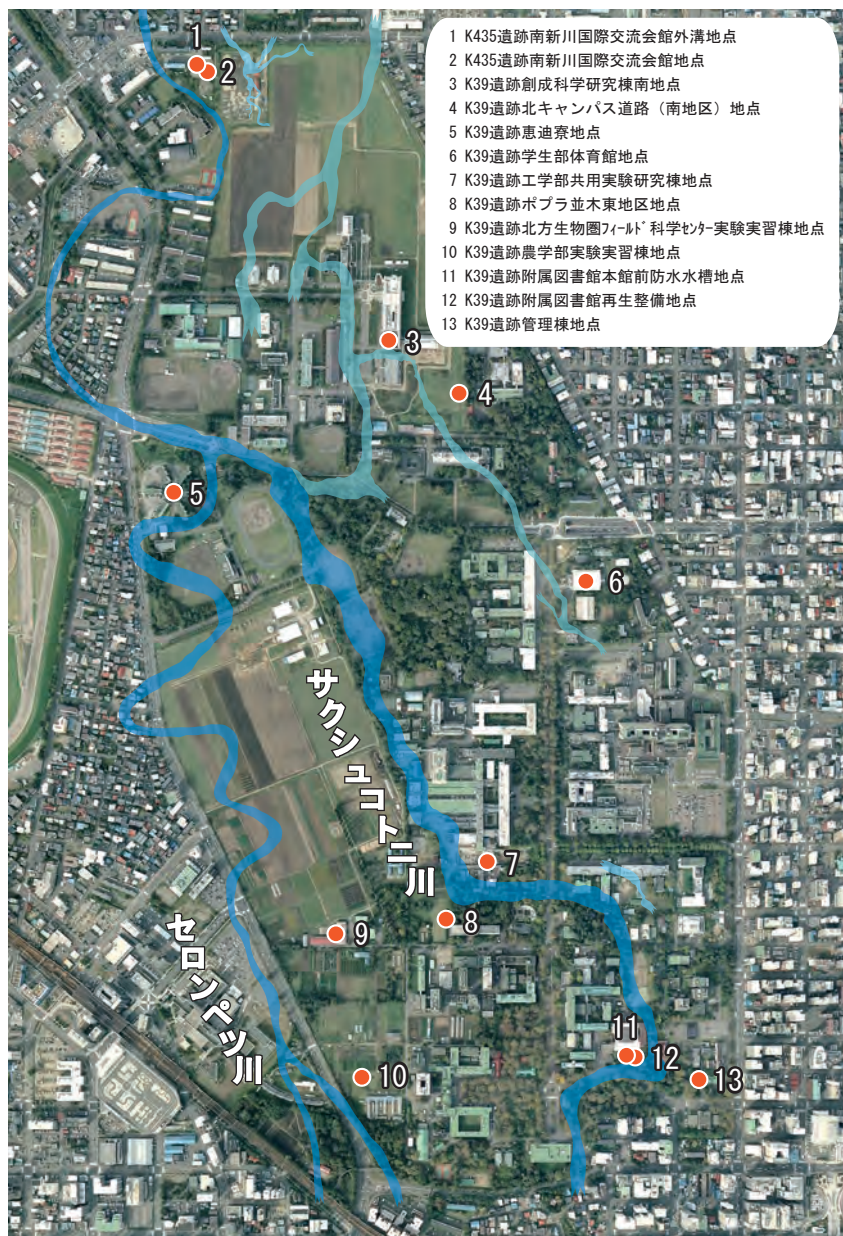 1 K435遺跡南新川国際交流会館外溝地点
2 K435遺跡南新川国際交流会館地点
3 K39遺跡創成科学研究棟南地点
4 K39遺跡北キャンパス道路（南地区）地点
5 K39遺跡恵迪寮地点
6 K39遺跡学生部体育館地点
7 K39遺跡工学部共用実験研究棟地点
8 K39遺跡ポプラ並木東地区地点
9 K39遺跡北方生物圏フィールド科学センター実験実習棟地点
10 K39遺跡農学部実験実習棟地点
11 K39遺跡附属図書館本館前防水水槽地点
12 K39遺跡附属図書館再生整備地点
13 K39遺跡管理棟地点
1
2
3
4
5
6
サクシュコトニ川
7
8
9
セロンペツ川
10
11
12
13